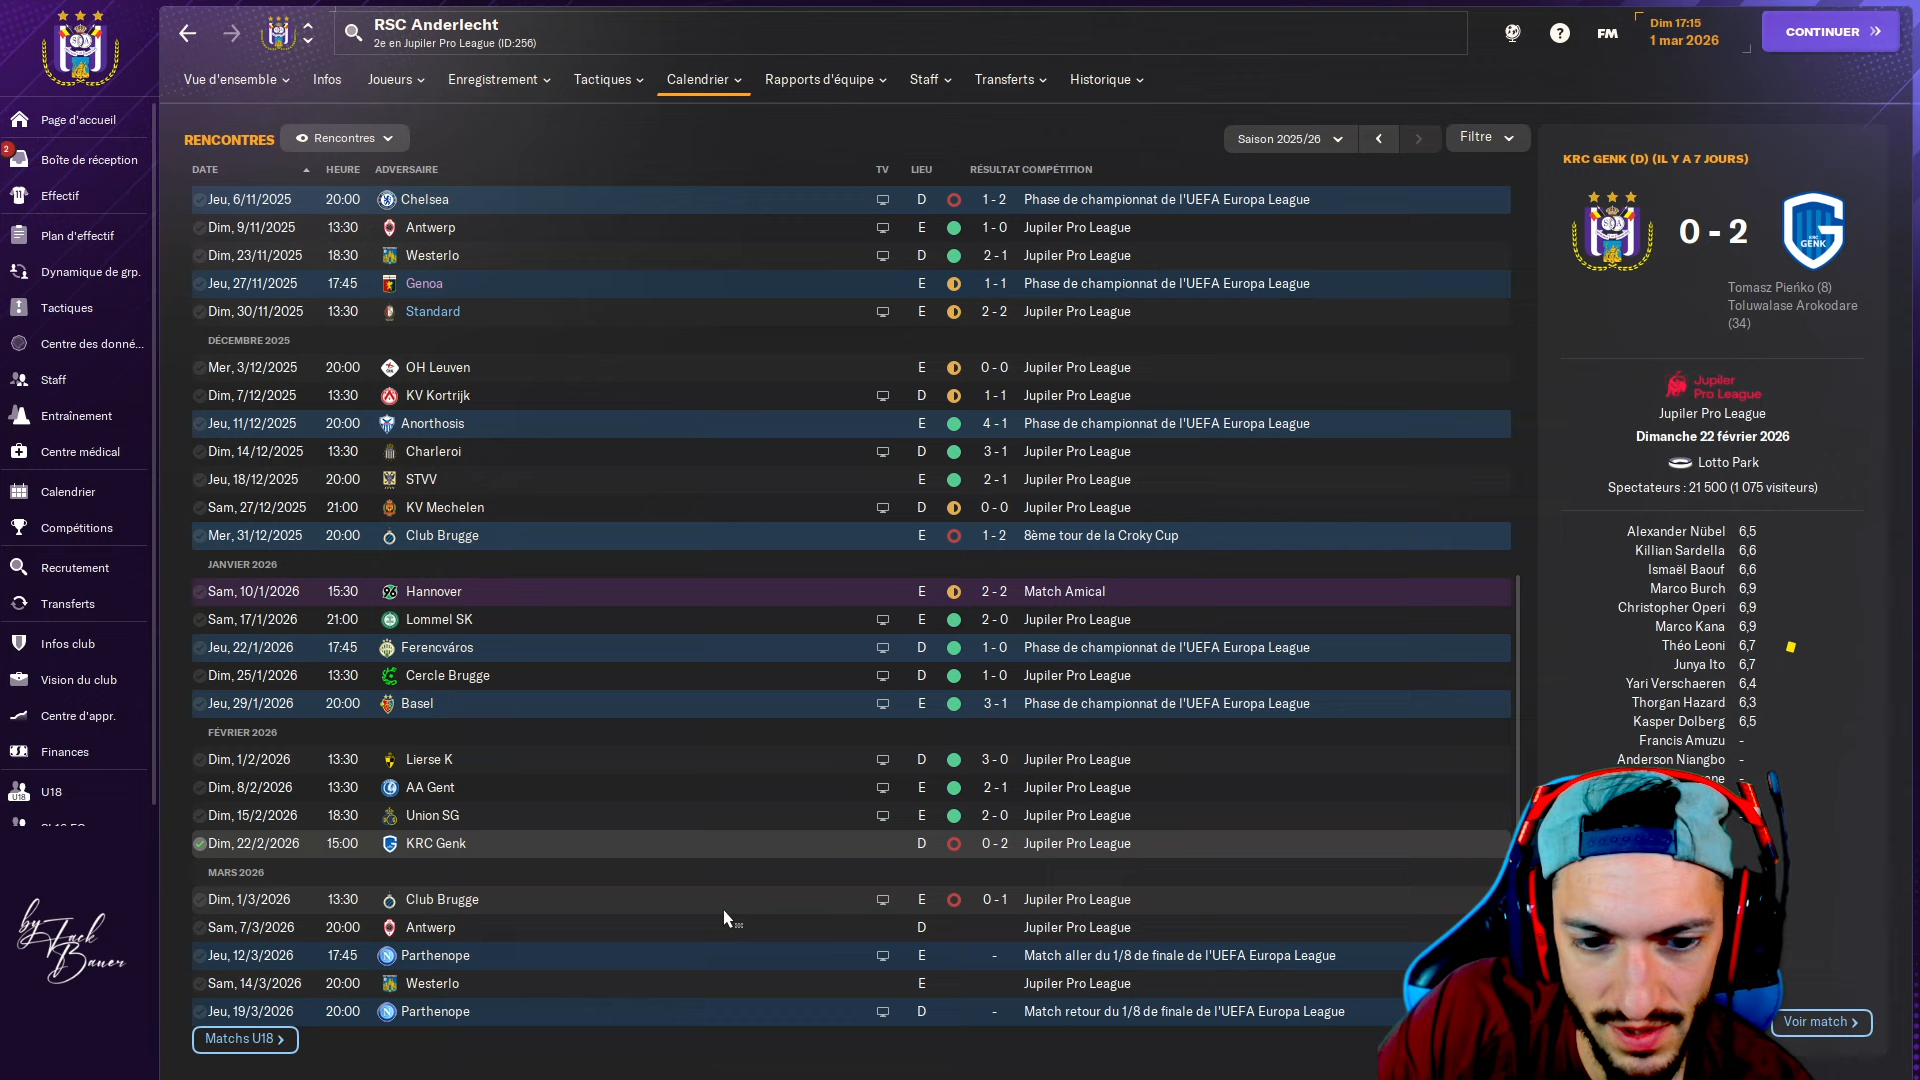 RSC Anderlecht
2e en Jupiler Pro League (ID:256)
FM
Dim 17:15
1 mar 2026
CONTINUER
Vue d'ensemble Infos Joueurs Enregistrement Tactiques Calendrier Rapports d'équipe Staff Transferts Historique
2
Page d'accueil
Boîte de réception
Effectif
Plan d'effectif
Dynamique de grp.
Tactiques
Centre des donné...
Staff
Entraînement
Centre médical
Calendrier
Compétitions
Recrutement
Transferts
Infos club
Vision du club
Centre d'appr.
Finances
U18
by Jack Bauer
RENCONTRES Rencontres Saison 2025/26 Filtre
DATE HEURE ADVERSAIRE TV LIEU RÉSULTAT COMPÉTITION
Jeu, 6/11/2025 20:00 Chelsea D 1 - 2 Phase de championnat de l'UEFA Europa League
Dim, 9/11/2025 13:30 Antwerp E 1 - 0 Jupiler Pro League
Dim, 23/11/2025 18:30 Westerlo D 2 - 1 Jupiler Pro League
Jeu, 27/11/2025 17:45 Genoa E 1 - 1 Phase de championnat de l'UEFA Europa League
Dim, 30/11/2025 13:30 Standard E 2 - 2 Jupiler Pro League
DÉCEMBRE 2025
Mer, 3/12/2025 20:00 OH Leuven E 0 - 0 Jupiler Pro League
Dim, 7/12/2025 13:30 KV Kortrijk D 1 - 1 Jupiler Pro League
Jeu, 11/12/2025 20:00 Anorthosis E 4 - 1 Phase de championnat de l'UEFA Europa League
Dim, 14/12/2025 13:30 Charleroi D 3 - 1 Jupiler Pro League
Jeu, 18/12/2025 20:00 STVV E 2 - 1 Jupiler Pro League
Sam, 27/12/2025 21:00 KV Mechelen D 0 - 0 Jupiler Pro League
Mer, 31/12/2025 20:00 Club Brugge E 1 - 2 8ème tour de la Croky Cup
JANVIER 2026
Sam, 10/1/2026 15:30 Hannover E 2 - 2 Match Amical
Sam, 17/1/2026 21:00 Lommel SK E 2 - 0 Jupiler Pro League
Jeu, 22/1/2026 17:45 Ferencváros D 1 - 0 Phase de championnat de l'UEFA Europa League
Dim, 25/1/2026 13:30 Cercle Brugge D 1 - 0 Jupiler Pro League
Jeu, 29/1/2026 20:00 Basel E 3 - 1 Phase de championnat de l'UEFA Europa League
FÉVRIER 2026
Dim, 1/2/2026 13:30 Lierse K D 3 - 0 Jupiler Pro League
Dim, 8/2/2026 13:30 AA Gent E 2 - 1 Jupiler Pro League
Dim, 15/2/2026 18:30 Union SG E 2 - 0 Jupiler Pro League
Dim, 22/2/2026 15:00 KRC Genk D 0 - 2 Jupiler Pro League
MARS 2026
Dim, 1/3/2026 13:30 Club Brugge E 0 - 1 Jupiler Pro League
Sam, 7/3/2026 20:00 Antwerp D Jupiler Pro League
Jeu, 12/3/2026 17:45 Parthenope E - Match aller du 1/8 de finale de l'UEFA Europa League
Sam, 14/3/2026 20:00 Westerlo E Jupiler Pro League
Jeu, 19/3/2026 20:00 Parthenope D - Match retour du 1/8 de finale de l'UEFA Europa League
Matchs U18
KRC GENK (D) (IL Y A 7 JOURS)
0 - 2
GENK
Tomasz Pieńko (8)
Toluwalase Arokodare
(34)
Jupiler
Pro League
Jupiler Pro League
Dimanche 22 février 2026
Lotto Park
Spectateurs : 21 500 (1 075 visiteurs)
Alexander Nübel 6,5
Killian Sardella 6,6
Ismaël Baouf 6,6
Marco Burch 6,9
Christopher Operi 6,9
Marco Kana 6,9
Théo Leoni 6,7
Junya Ito 6,7
Yari Verschaeren 6,4
Thorgan Hazard 6,3
Kasper Dolberg 6,5
Francis Amuzu -
Anderson Niangbo -
Voir match